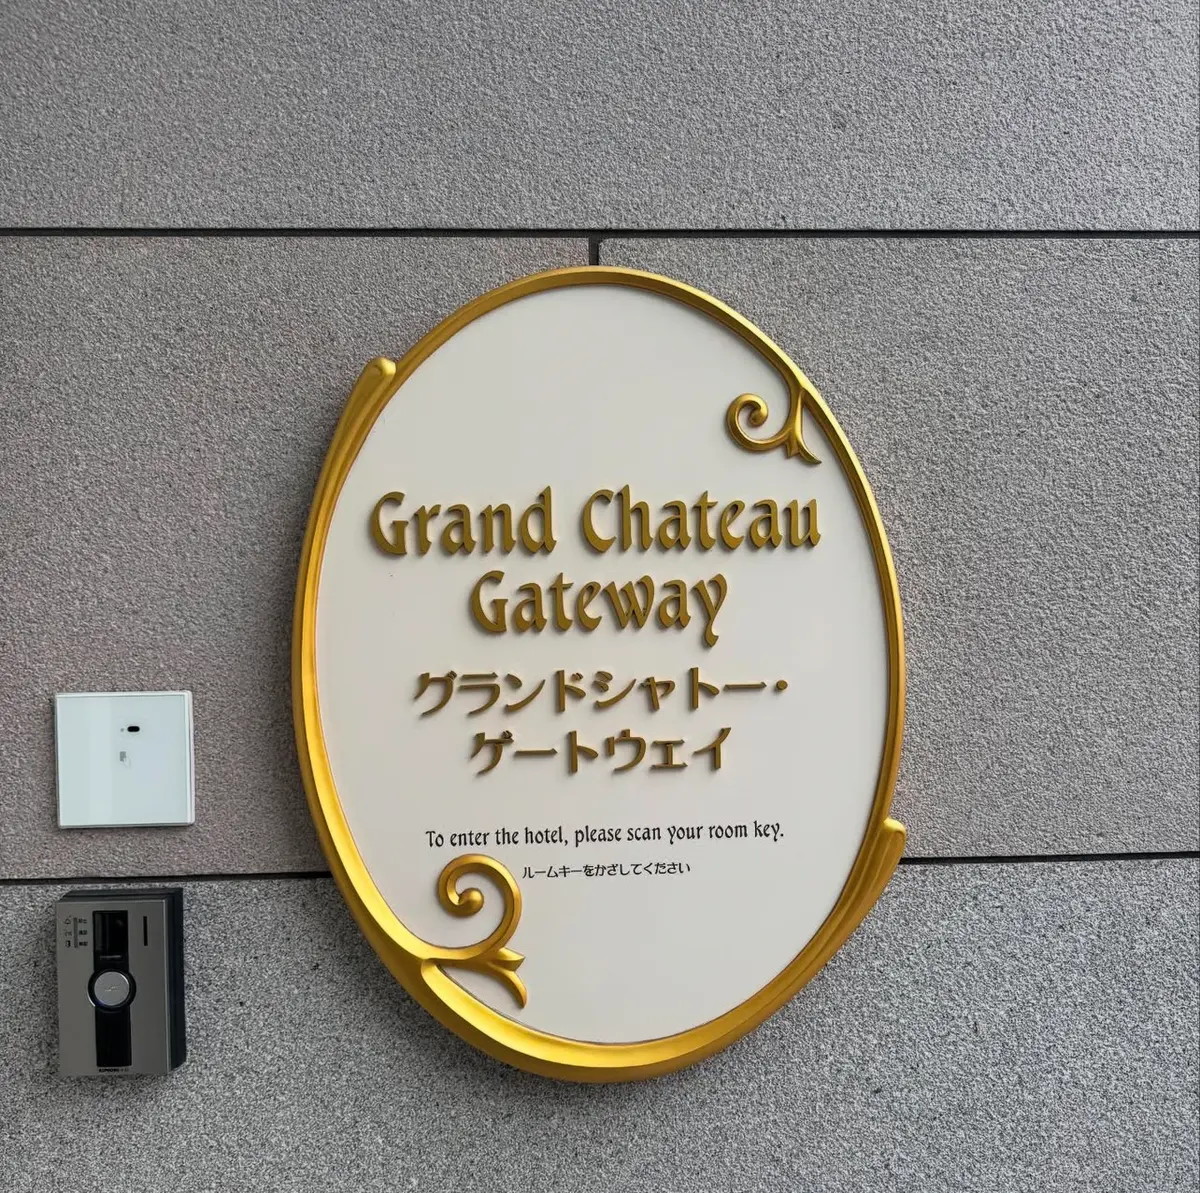 Grand Chateau
Gateway
グランドシャトー・
ゲートウェイ
To enter the hotel, please scan your room key.
ルームキーをかざしてください